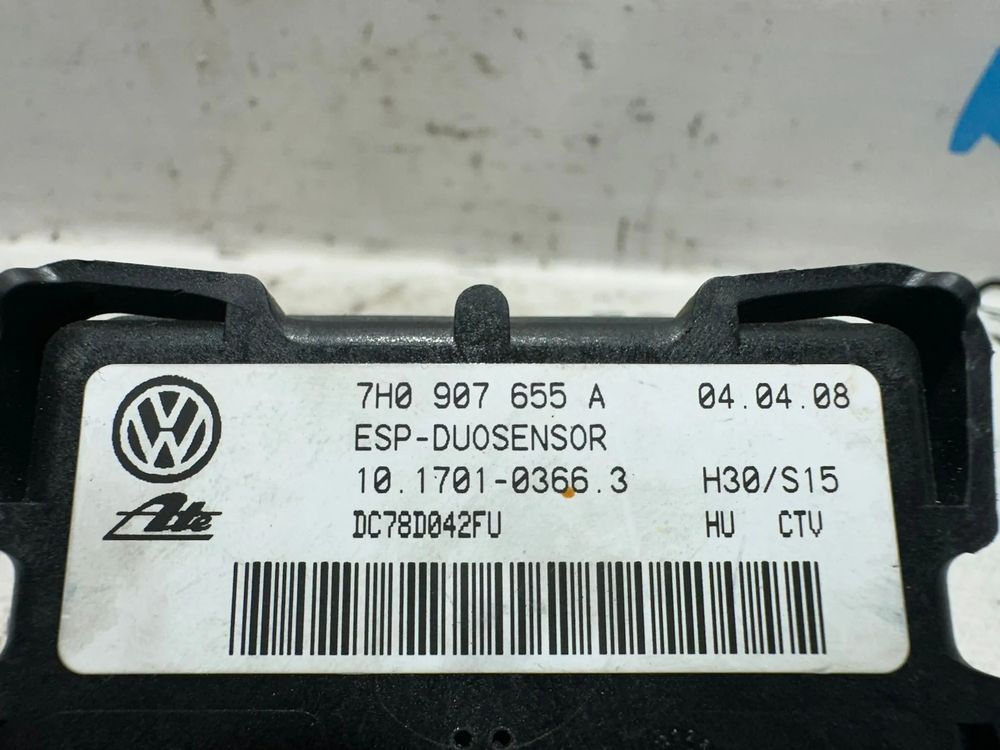 7H0 907 655 A 04.04.08
ESP-DUOSENSOR
10.1701-0366.3 H30/S15
Ate DC78D042FU HU CTV